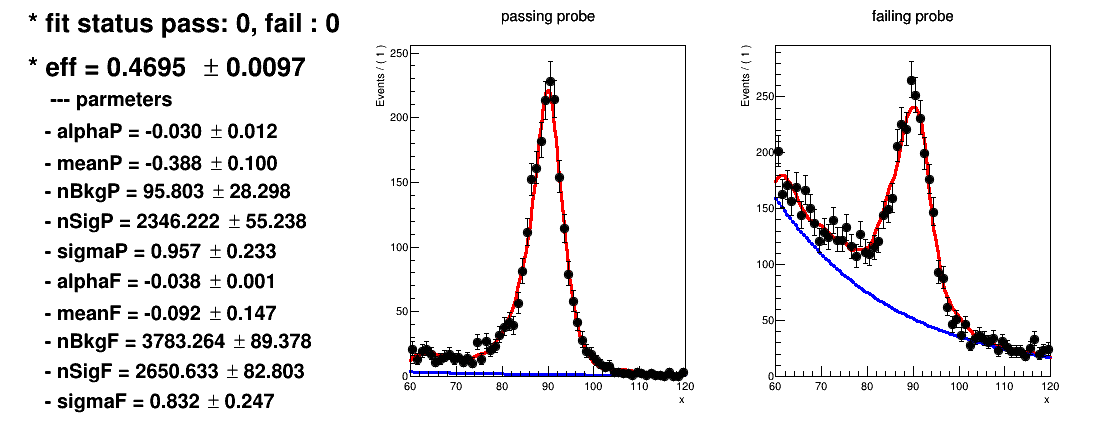 * fit status pass: 0, fail : 0
* eff = 0.4695 ± 0.0097
--- parmeters
- alphaP = -0.030 ± 0.012
- meanP = -0.388 ± 0.100
- nBkgP = 95.803 ± 28.298
- nSigP = 2346.222 ± 55.238
- sigmaP = 0.957 ± 0.233
- alphaF = -0.038 ± 0.001
- meanF = -0.092 ± 0.147
- nBkgF = 3783.264 ± 89.378
- nSigF = 2650.633 ± 82.803
- sigmaF = 0.832 ± 0.247
passing probe
Events / ( 1 )
250
200
150
100
50
0
60 70 80 90 100 110 120
x
failing probe
Events / ( 1 )
250
200
150
100
50
0
60 70 80 90 100 110 120
x